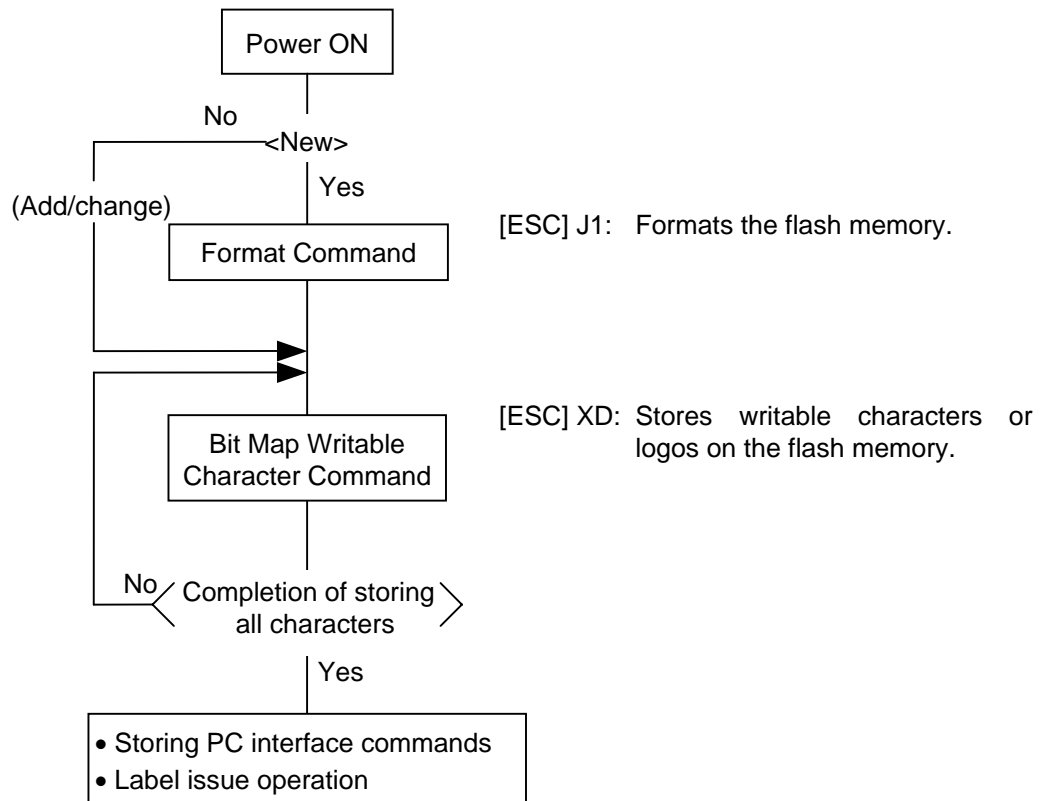 Power ON
No
<New>
Yes
(Add/change)
[ESC] J1: Formats the flash memory.
Format Command
[ESC] XD: Stores writable characters or
logos on the flash memory.
Bit Map Writable
Character Command
No
Completion of storing
all characters
Yes
• Storing PC interface commands
• Label issue operation